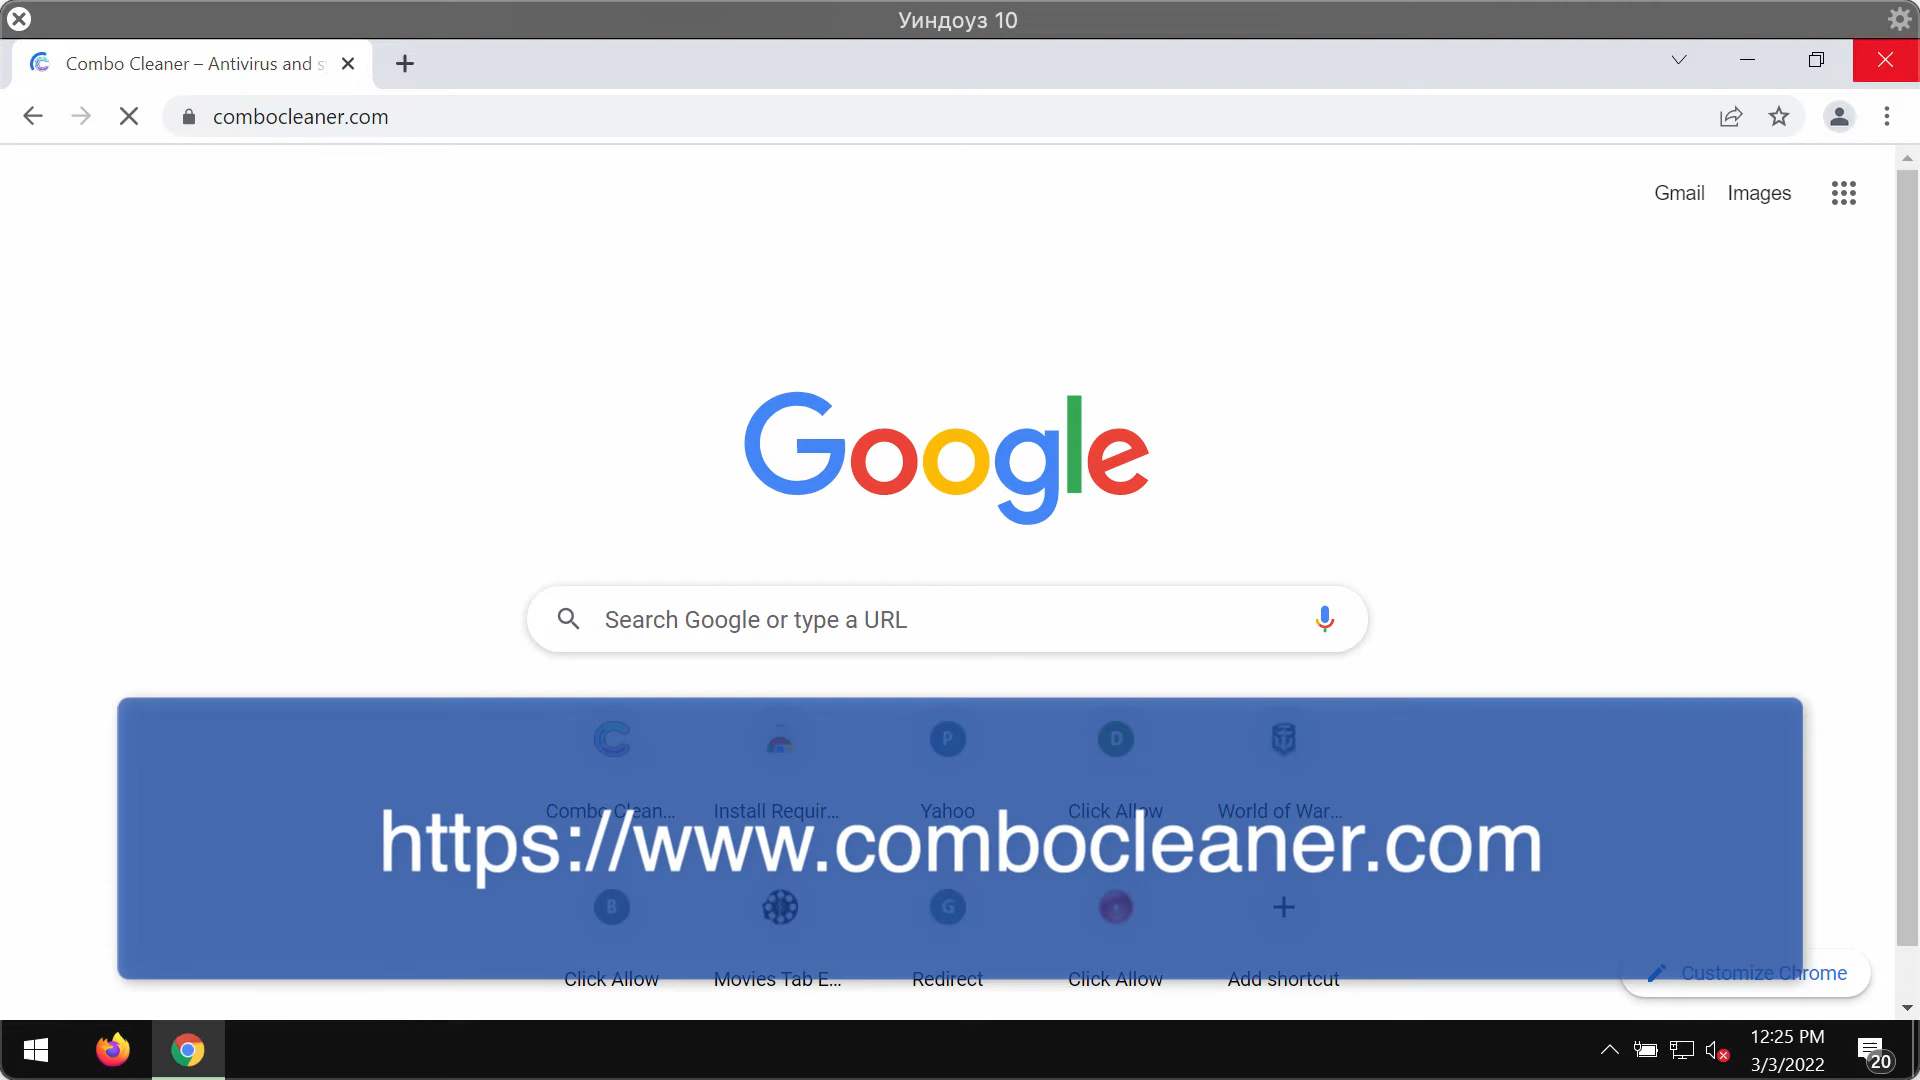 Уиндоуз 10
Combo Cleaner – Antivirus and s
combocleaner.com
Gmail Images
Google
Search Google or type a URL
P D
Combo Clean... Install Requir... Yahoo Click Allow World of War...
https://www.combocleaner.com
B G
Click Allow Movies Tab E... Redirect Click Allow Add shortcut
Customize Chrome
12:25 PM
3/3/2022
20